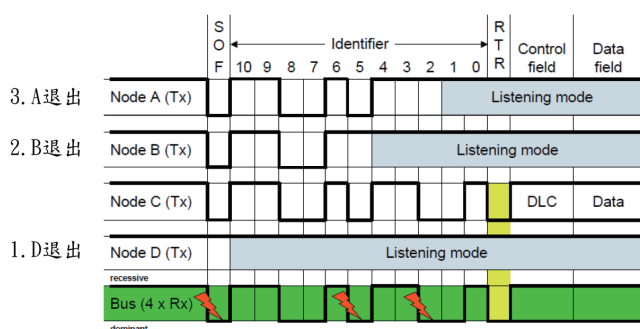 SOF
Identifier
RTR
Control field
Data field
10 9 8 7 6 5 4 3 2 1 0
3.A退出
Node A (Tx)
Listening mode
2.B退出
Node B (Tx)
Listening mode
Node C (Tx)
DLC
Data
1.D退出
Node D (Tx)
Listening mode
recessive
Bus (4 x Rx)
dominant